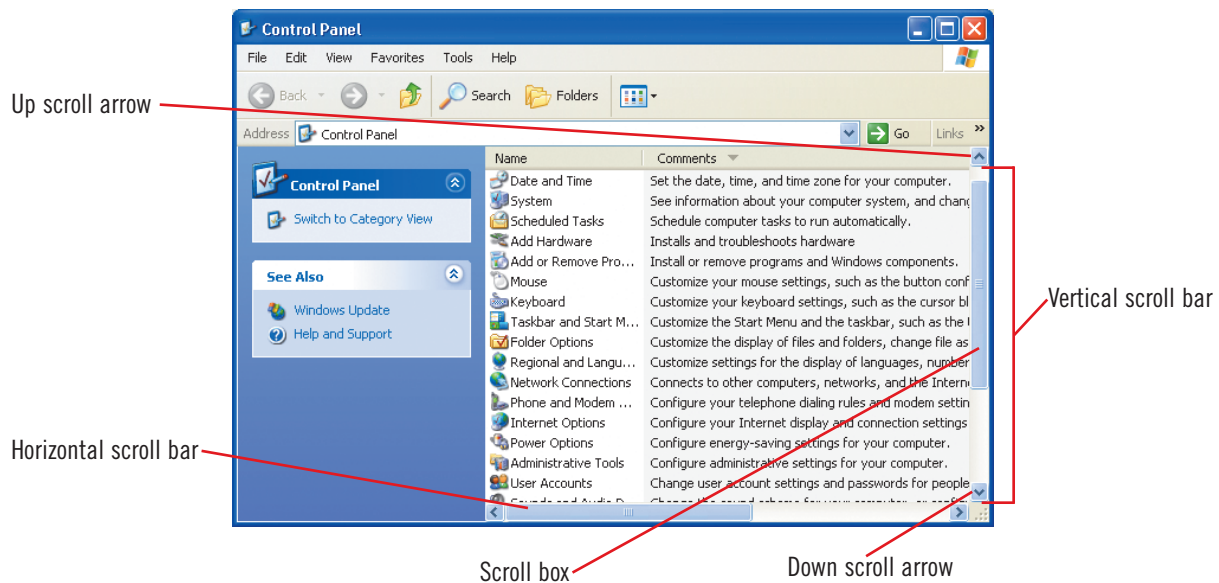 Control Panel
File Edit View Favorites Tools Help
Back Search Folders
Address Control Panel Go Links »
Up scroll arrow
Name Comments
Control Panel
Switch to Category View
See Also
Windows Update
Help and Support
Date and Time Set the date, time, and time zone for your computer.
System See information about your computer system, and chang
Scheduled Tasks Schedule computer tasks to run automatically.
Add Hardware Installs and troubleshoots hardware
Add or Remove Pro... Install or remove programs and Windows components.
Mouse Customize your mouse settings, such as the button conf
Keyboard Customize your keyboard settings, such as the cursor bl
Taskbar and Start M... Customize the Start Menu and the taskbar, such as the
Folder Options Customize the display of files and folders, change file as
Regional and Langu... Customize settings for the display of languages, number
Network Connections Connects to other computers, networks, and the Intern
Phone and Modem ... Configure your telephone dialing rules and modem settin
Internet Options Configure your Internet display and connection settings
Power Options Configure energy-saving settings for your computer.
Administrative Tools Configure administrative settings for your computer.
User Accounts Change user account settings and passwords for people
Vertical scroll bar
Horizontal scroll bar
Scroll box
Down scroll arrow